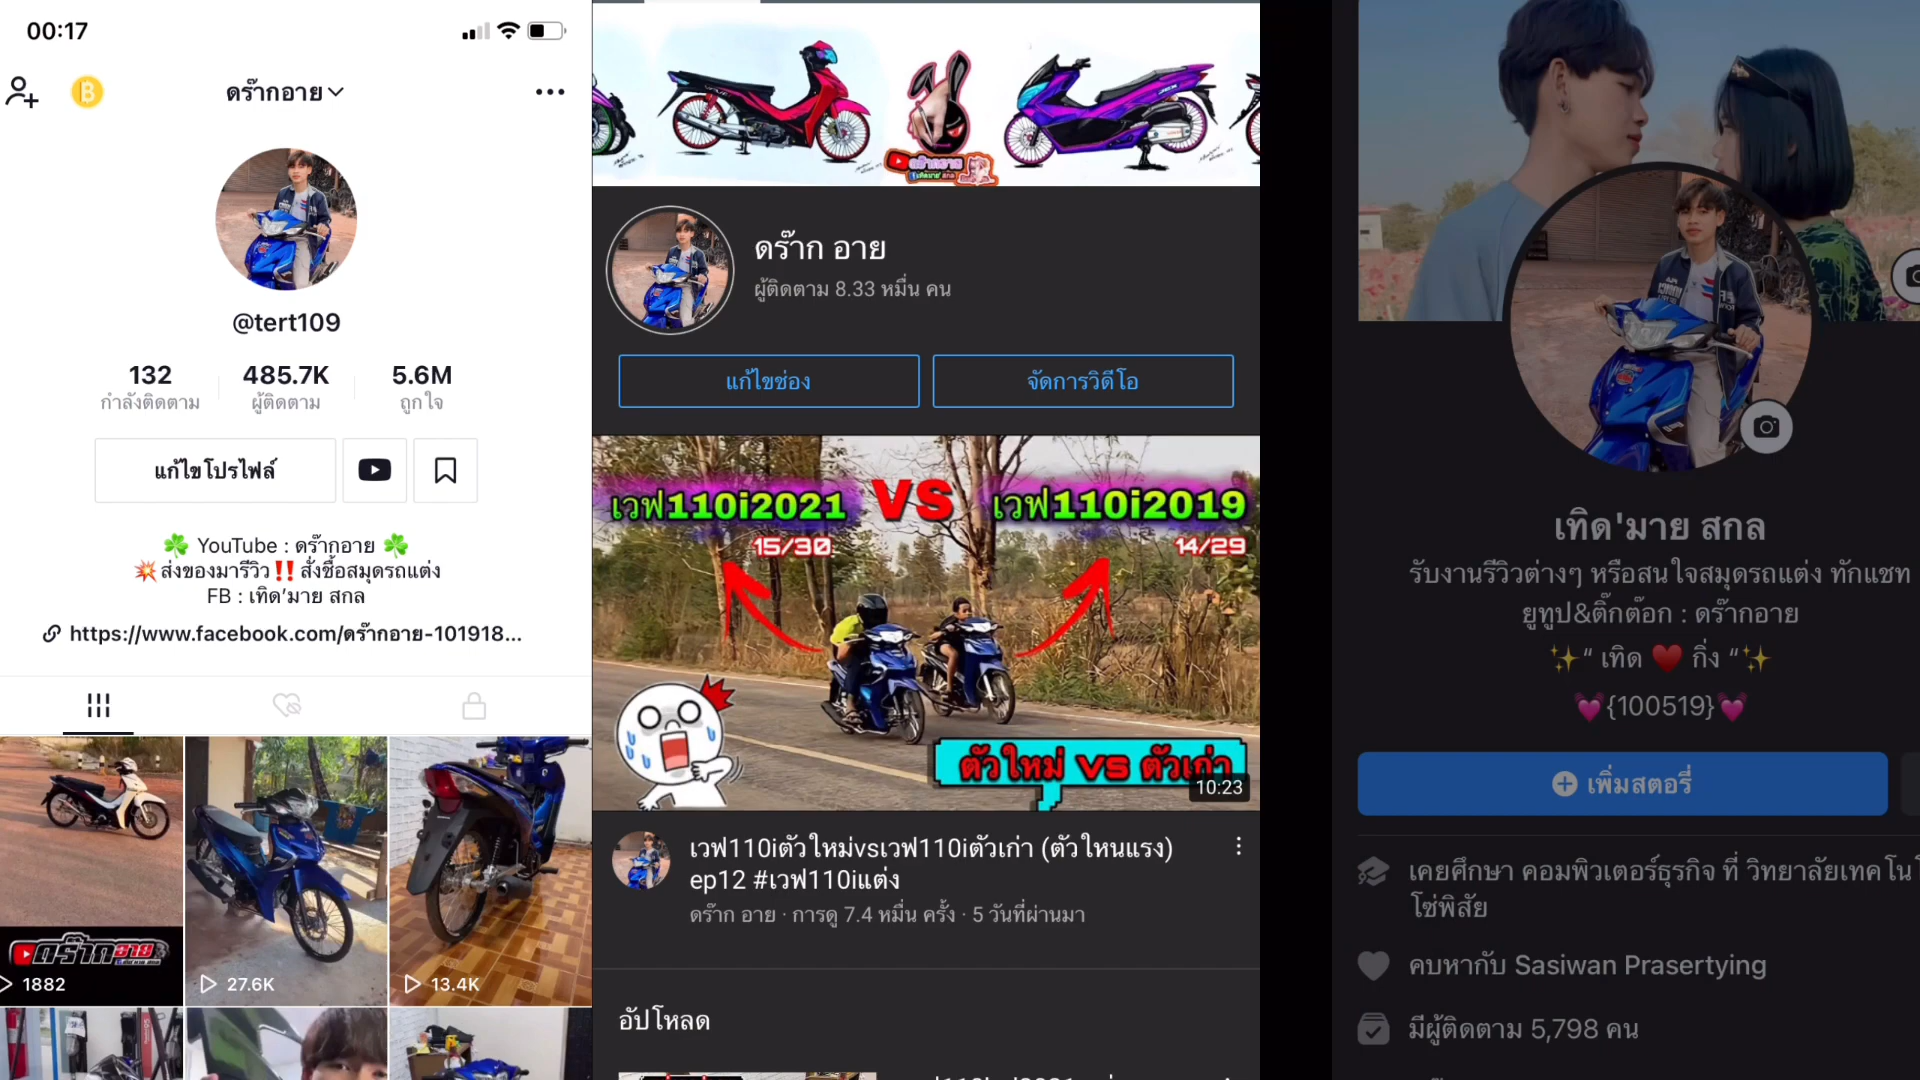 00:17
ดร๊ากอาย
@tert109
132
485.7K
5.6M
กำลังติดตาม
ผู้ติดตาม
ถูกใจ
แก้ไขโปรไฟล์
☘️ YouTube : ดร๊ากอาย ☘️
💥ส่งของมารีวิว‼️สั่งซื้อสมุดรถแต่ง
FB : เทิด’มาย สกล
https://www.facebook.com/ดร๊ากอาย-101918...
ดร๊ากอาย
1882
27.6K
13.4K
ดร๊ากอาย
ดร๊าก อาย
ผู้ติดตาม 8.33 หมื่น คน
แก้ไขช่อง
จัดการวิดีโอ
เวฟ110i2021 VS เวฟ110i2019
15/30
14/29
ตัวใหม่ vs ตัวเก่า
10:23
เวฟ110iตัวใหม่vsเวฟ110iตัวเก่า (ตัวใหนแรง)
ep12 #เวฟ110iแต่ง
ดร๊าก อาย · การดู 7.4 หมื่น ครั้ง · 5 วันที่ผ่านมา
อัปโหลด
เทิด'มาย สกล
รับงานรีวิวต่างๆ หรือสนใจสมุดรถแต่ง ทักแชท
ยูทูป&ติ๊กต๊อก : ดร๊ากอาย
✨“ เทิด ❤️ กิ่ง “✨
💓{100519}💓
เพิ่มสตอรี่
เคยศึกษา คอมพิวเตอร์ธุรกิจ ที่ วิทยาลัยเทคโนโ
โซ่พิสัย
คบหากับ Sasiwan Prasertying
มีผู้ติดตาม 5,798 คน